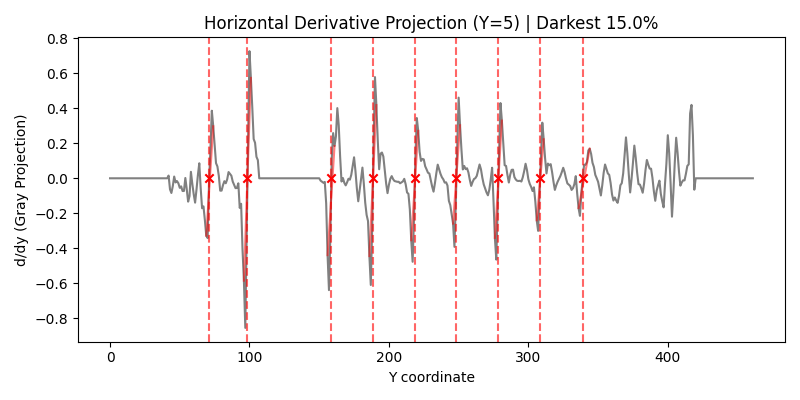 Horizontal Derivative Projection (Y=5) | Darkest 15.0%
d/dy (Gray Projection)
0.8
0.6
0.4
0.2
0.0
−0.2
−0.4
−0.6
−0.8
0 100 200 300 400
Y coordinate